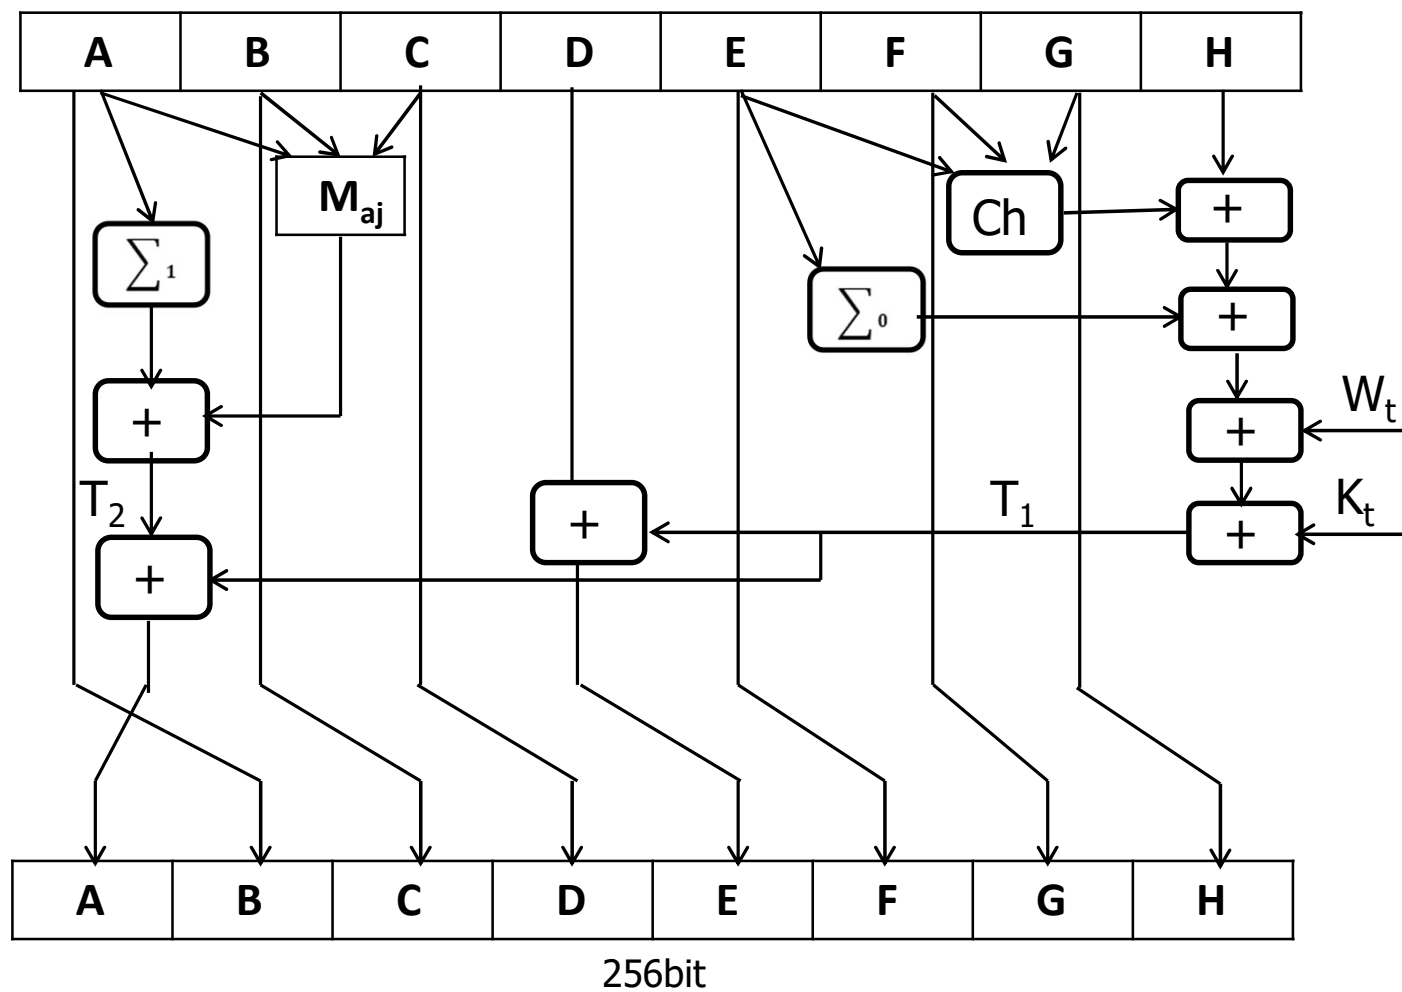 A B C D E F G H
Maj
Ch +
∑1
∑0 +
+ + Wt
T2 + T1 + Kt
+
A B C D E F G H
256bit